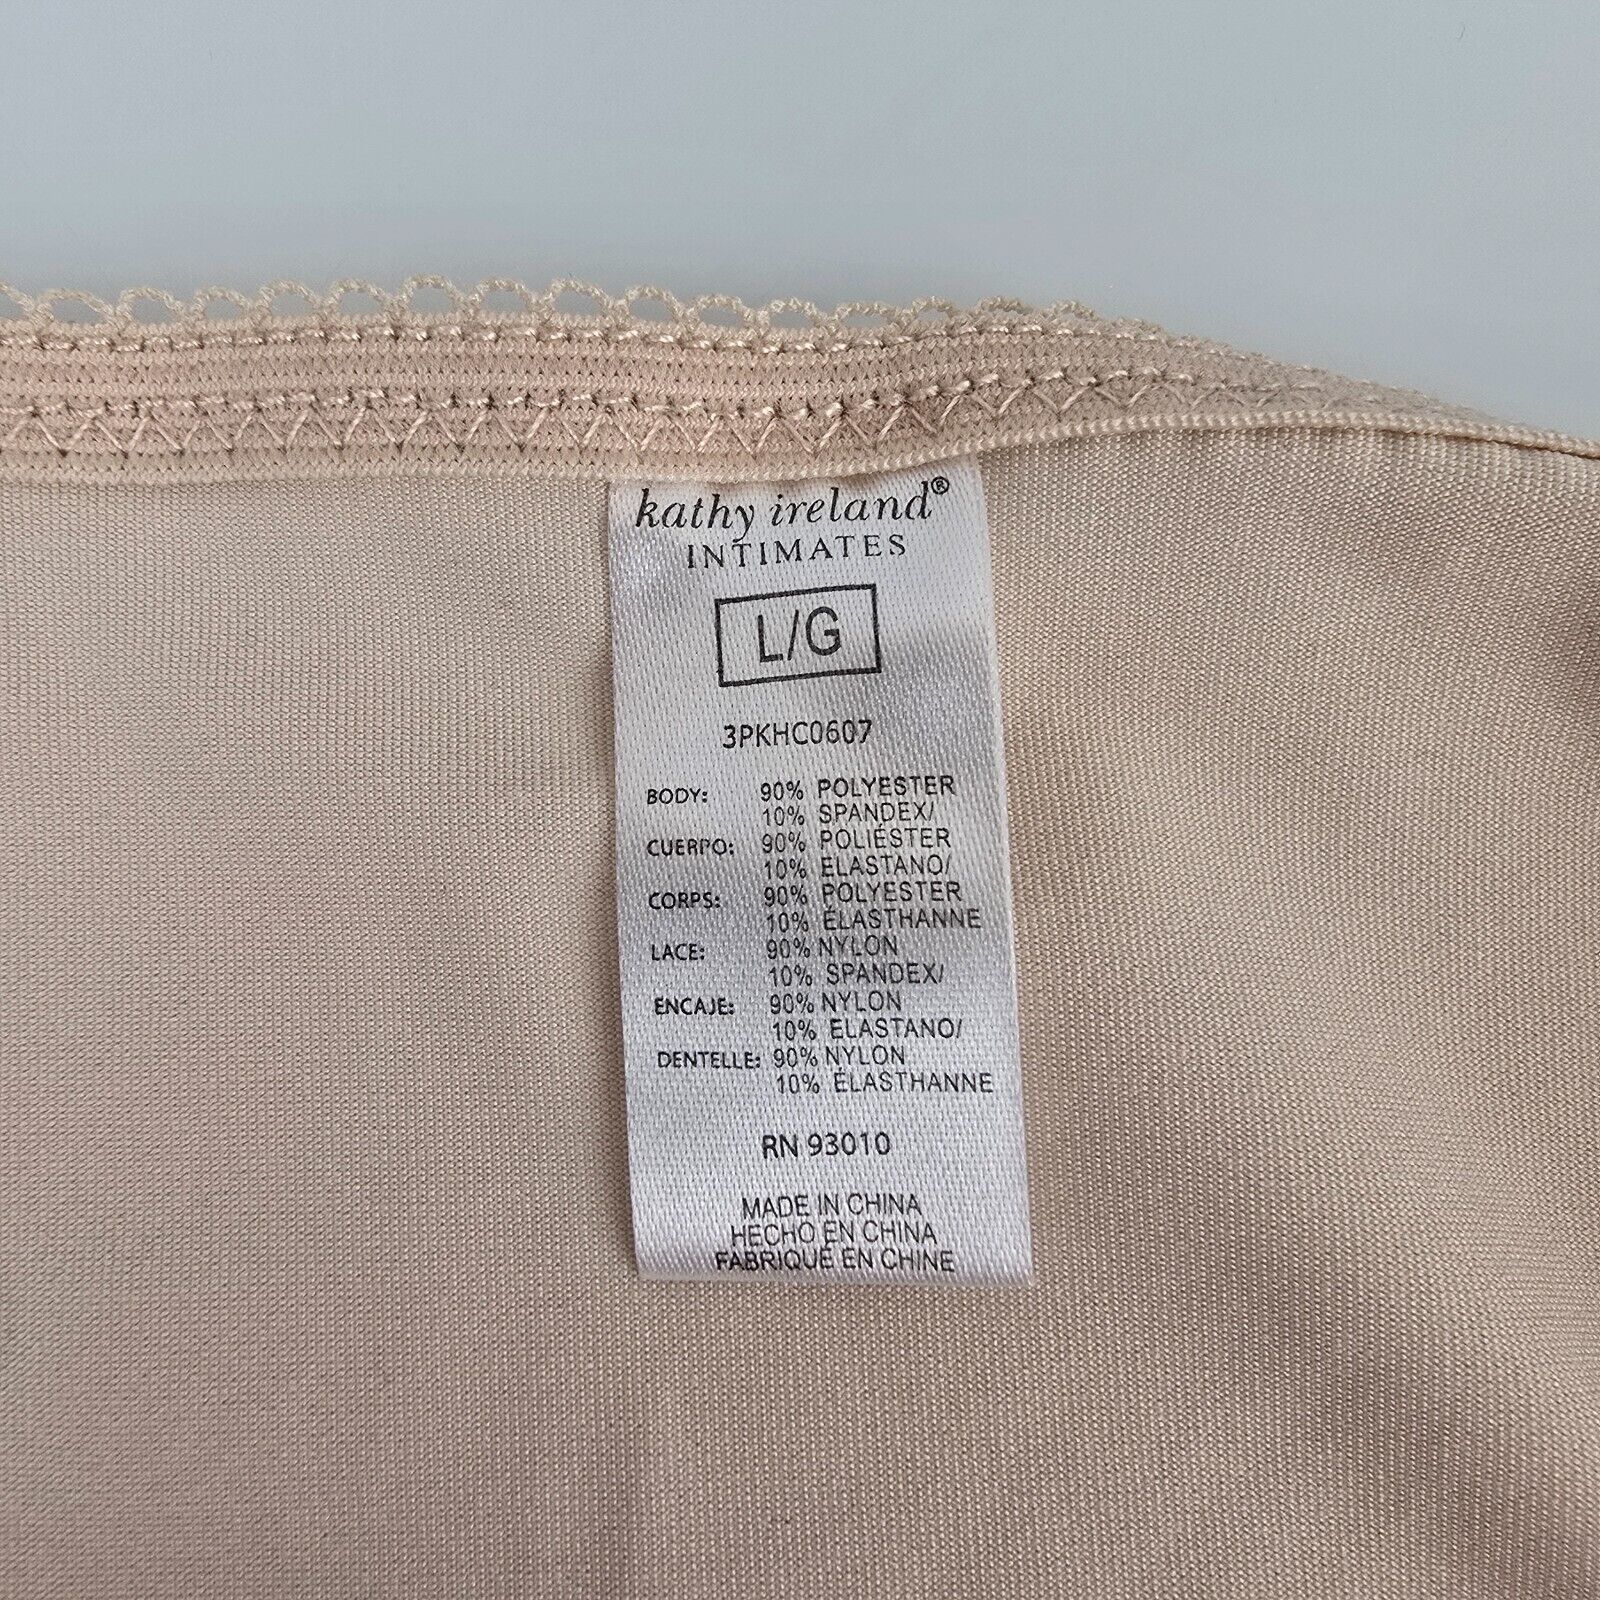 kathy ireland®
INTIMATES
L/G
3PKHC0607
BODY: 90% POLYESTER
10% SPANDEX/
CUERPO: 90% POLIÉSTER
10% ELASTANO/
CORPS: 90% POLYESTER
10% ÉLASTHANNE
LACE: 90% NYLON
10% SPANDEX/
ENCAJE: 90% NYLON
10% ELASTANO/
DENTELLE: 90% NYLON
10% ÉLASTHANNE
RN 93010
MADE IN CHINA
HECHO EN CHINA
FABRIQUÉ EN CHINE